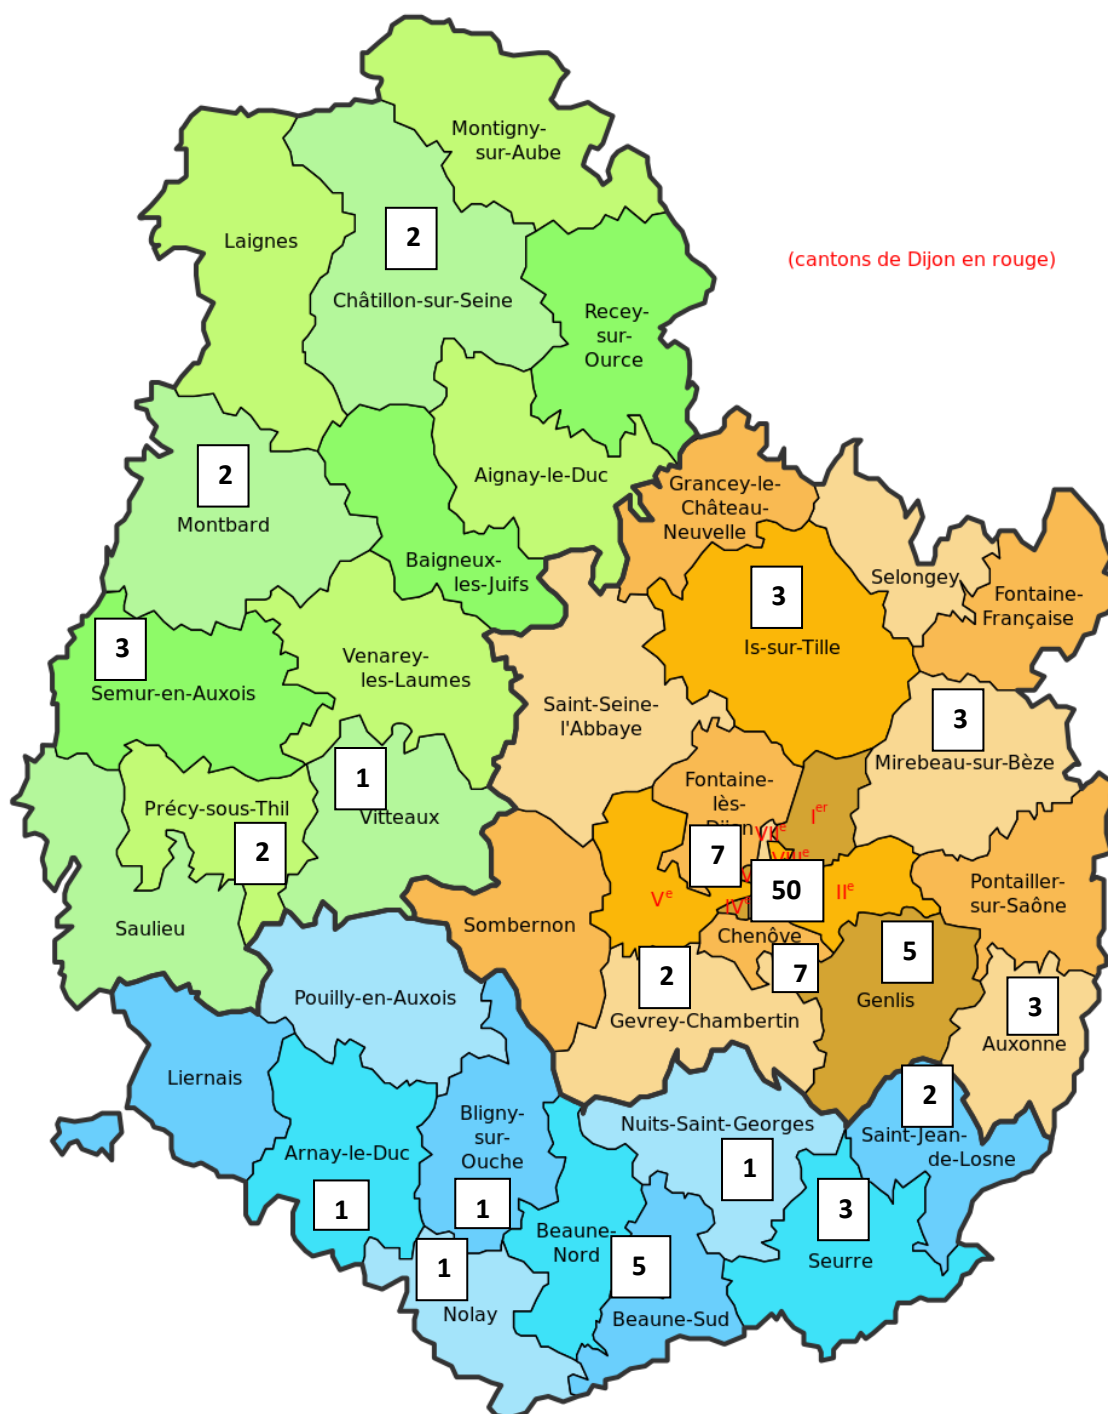 Montigny-
sur-Aube
Laignes
2
(cantons de Dijon en rouge)
Châtillon-sur-Seine
Recey-
sur-
Ource
Aignay-le-Duc
2
Montbard
Grancey-le-
Château-
Neuvelle
Baigneux-
les-Juifs
Selongey
Fontaine-
Française
3
Is-sur-Tille
3
Semur-en-Auxois
Venarey-
les-Laumes
Saint-Seine-
l'Abbaye
3
Mirebeau-sur-Bèze
1
Vitteaux
Précy-sous-Thil
2
Fontaine-
lès-
Dijon
Ier
VIIe
VIIIe
7
50
Ve
IVe
IIe
Pontailler-
sur-Saône
Saulieu
Sombernon
Chenôve
7
5
Genlis
2
Gevrey-Chambertin
Pouilly-en-Auxois
3
Auxonne
Liernais
2
Saint-Jean-
de-Losne
Bligny-
sur-
Ouche
Nuits-Saint-Georges
1
Arnay-le-Duc
1
1
3
Seurre
Beaune-
Nord
1
Nolay
5
Beaune-Sud